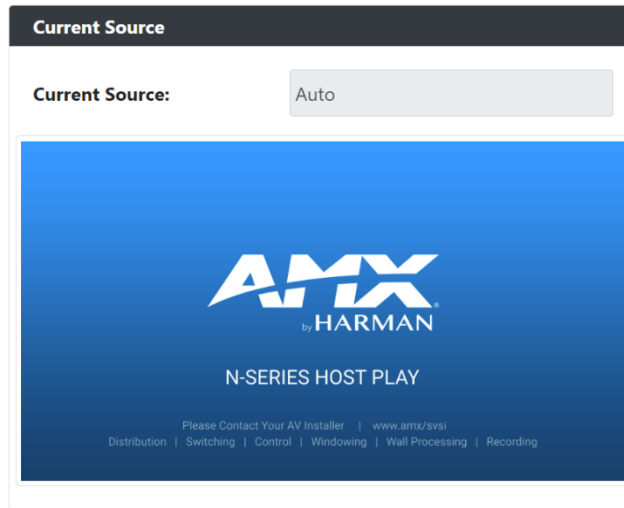 Current Source
Current Source: Auto
AMX®
by HARMAN
N-SERIES HOST PLAY
Please Contact Your AV Installer | www.amx/svsi
Distribution | Switching | Control | Windowing | Wall Processing | Recording